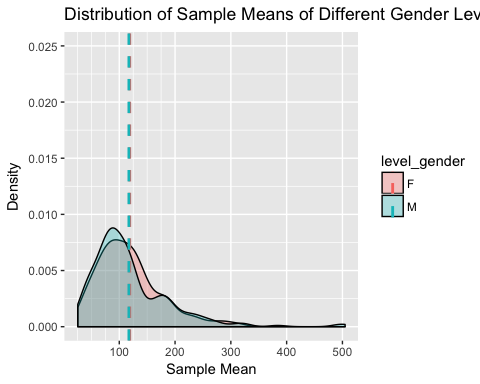 Distribution of Sample Means of Different Gender Lev
0.025
0.020
0.015
0.010
0.005
0.000
Density
100 200 300 400 500
Sample Mean
level_gender
F
M